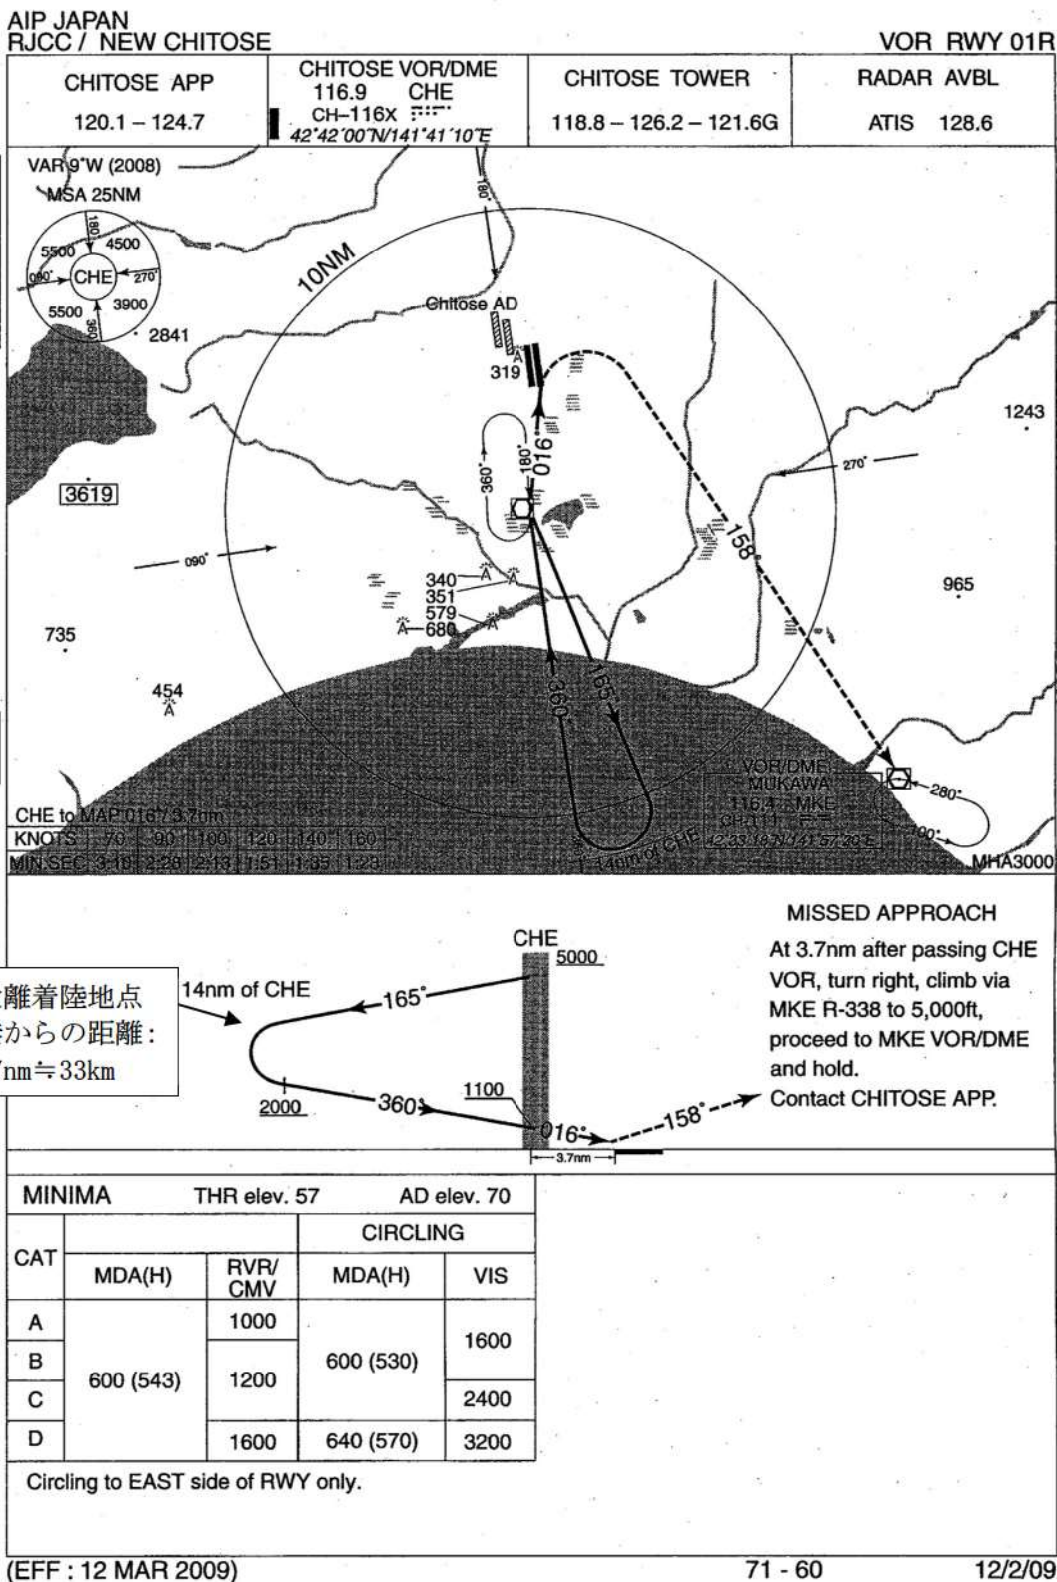 AIP JAPAN
RJCC / NEW CHITOSE
VOR RWY 01R
CHITOSE APP
120.1 – 124.7
CHITOSE VOR/DME
116.9 CHE
CH–116X
42°42´00˝N/141°41´10˝E
CHITOSE TOWER
118.8 – 126.2 – 121.6G
RADAR AVBL
ATIS 128.6
VAR 9°W (2008)
MSA 25NM
180°
5500
4500
090°
CHE
270°
5500
3900
360°
2841
180°
10NM
Chitose AD
319
1243
3619
360°
180°
016°
270°
090°
158°
340
351
579
680
965
735
454
360°
165°
VOR/DME
MUKAWA
116.4 MKE
280°
100°
14nm of CHE
MHA3000
CHE to MAP 016°/ 3.7nm
KNOTS 70 90 100 120 140 160
MIN:SEC 3:10 2:28 2:13 1:51 1:35 1:23
CHE
5000
14nm of CHE
165°
離着陸地点
からの距離:
nm≒33km
2000
360°
1100
016°
158°
3.7nm
MISSED APPROACH
At 3.7nm after passing CHE
VOR, turn right, climb via
MKE R-338 to 5,000ft,
proceed to MKE VOR/DME
and hold.
Contact CHITOSE APP.
MINIMA THR elev. 57 AD elev. 70
CAT
CIRCLING
MDA(H)
RVR/
CMV
MDA(H)
VIS
A
1000
1600
B
600 (543)
1200
600 (530)
C
2400
D
1600
640 (570)
3200
Circling to EAST side of RWY only.
(EFF : 12 MAR 2009)
71 - 60
12/2/09